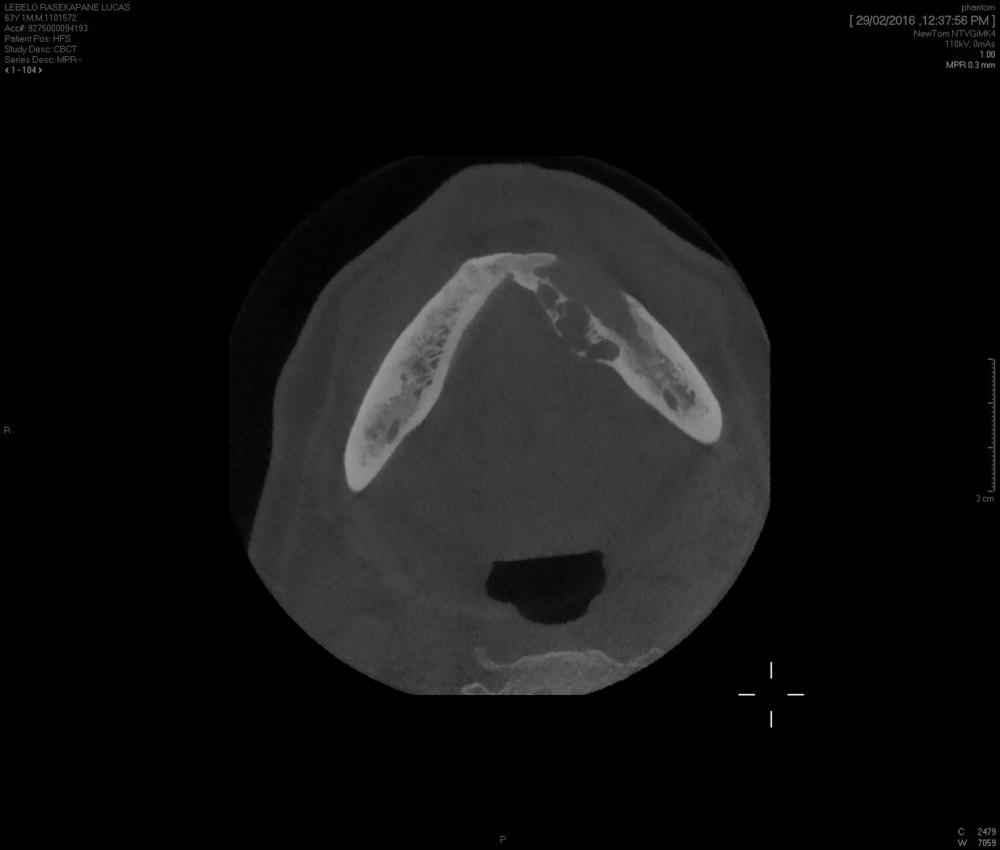 LEBELO RASEKAPANE LUCAS
63Y 1M,M,1101572
Acc#: 9275000094193
Patient Pos: HFS
Study Desc: CBCT
Series Desc: MPR -
< 1 - 104 >
phantom
[ 29/02/2016 ,12:37:56 PM ]
NewTom NTVGiMK4
110kV, 0mAs
1.00
MPR 0.3 mm
R
3 cm
P
C 2479
W 7059